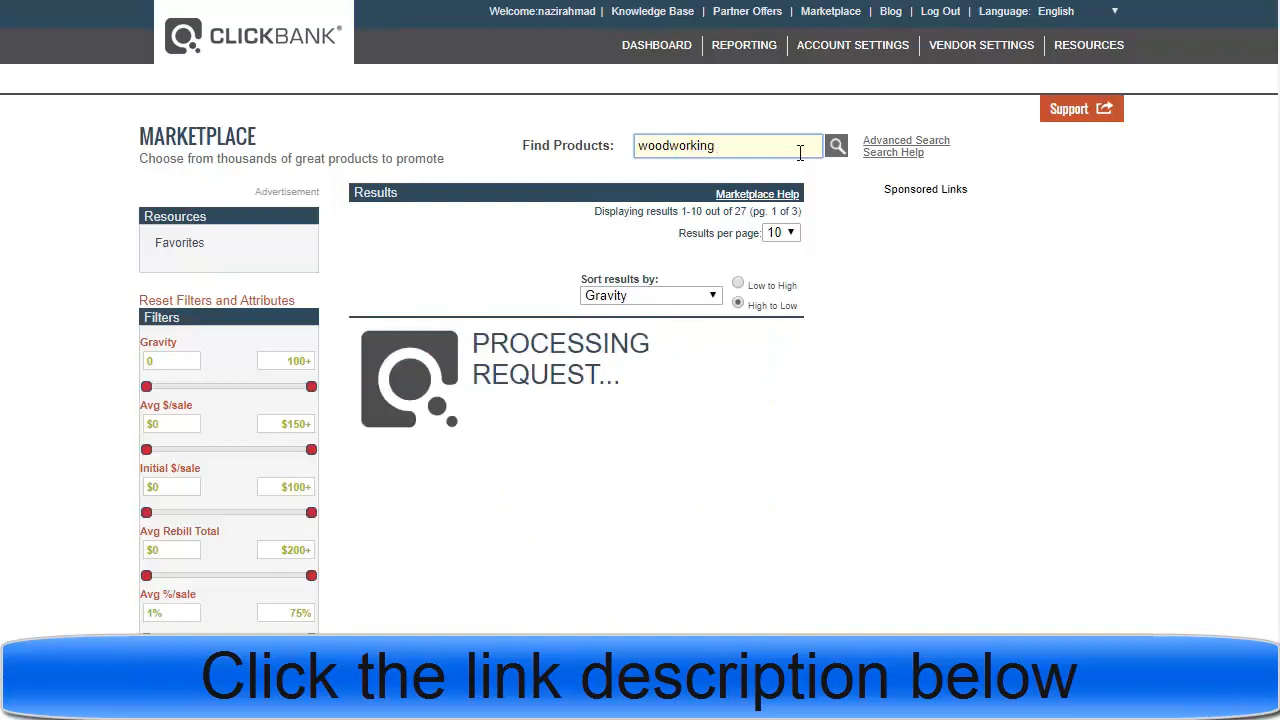 Welcome:nazirahmad | Knowledge Base | Partner Offers | Marketplace | Blog | Log Out | Language: English
CLICKBANK®
DASHBOARD | REPORTING | ACCOUNT SETTINGS | VENDOR SETTINGS | RESOURCES
Support
MARKETPLACE
Choose from thousands of great products to promote
Find Products: woodworking
Advanced Search
Search Help
Advertisement
Resources
Favorites
Reset Filters and Attributes
Filters
Gravity
0 100+
Avg $/sale
$0 $150+
Initial $/sale
$0 $100+
Avg Rebill Total
$0 $200+
Avg %/sale
1% 75%
Results Marketplace Help
Displaying results 1-10 out of 27 (pg. 1 of 3)
Results per page: 10
Sort results by:
Gravity
Low to High
High to Low
PROCESSING
REQUEST...
Sponsored Links
Click the link description below